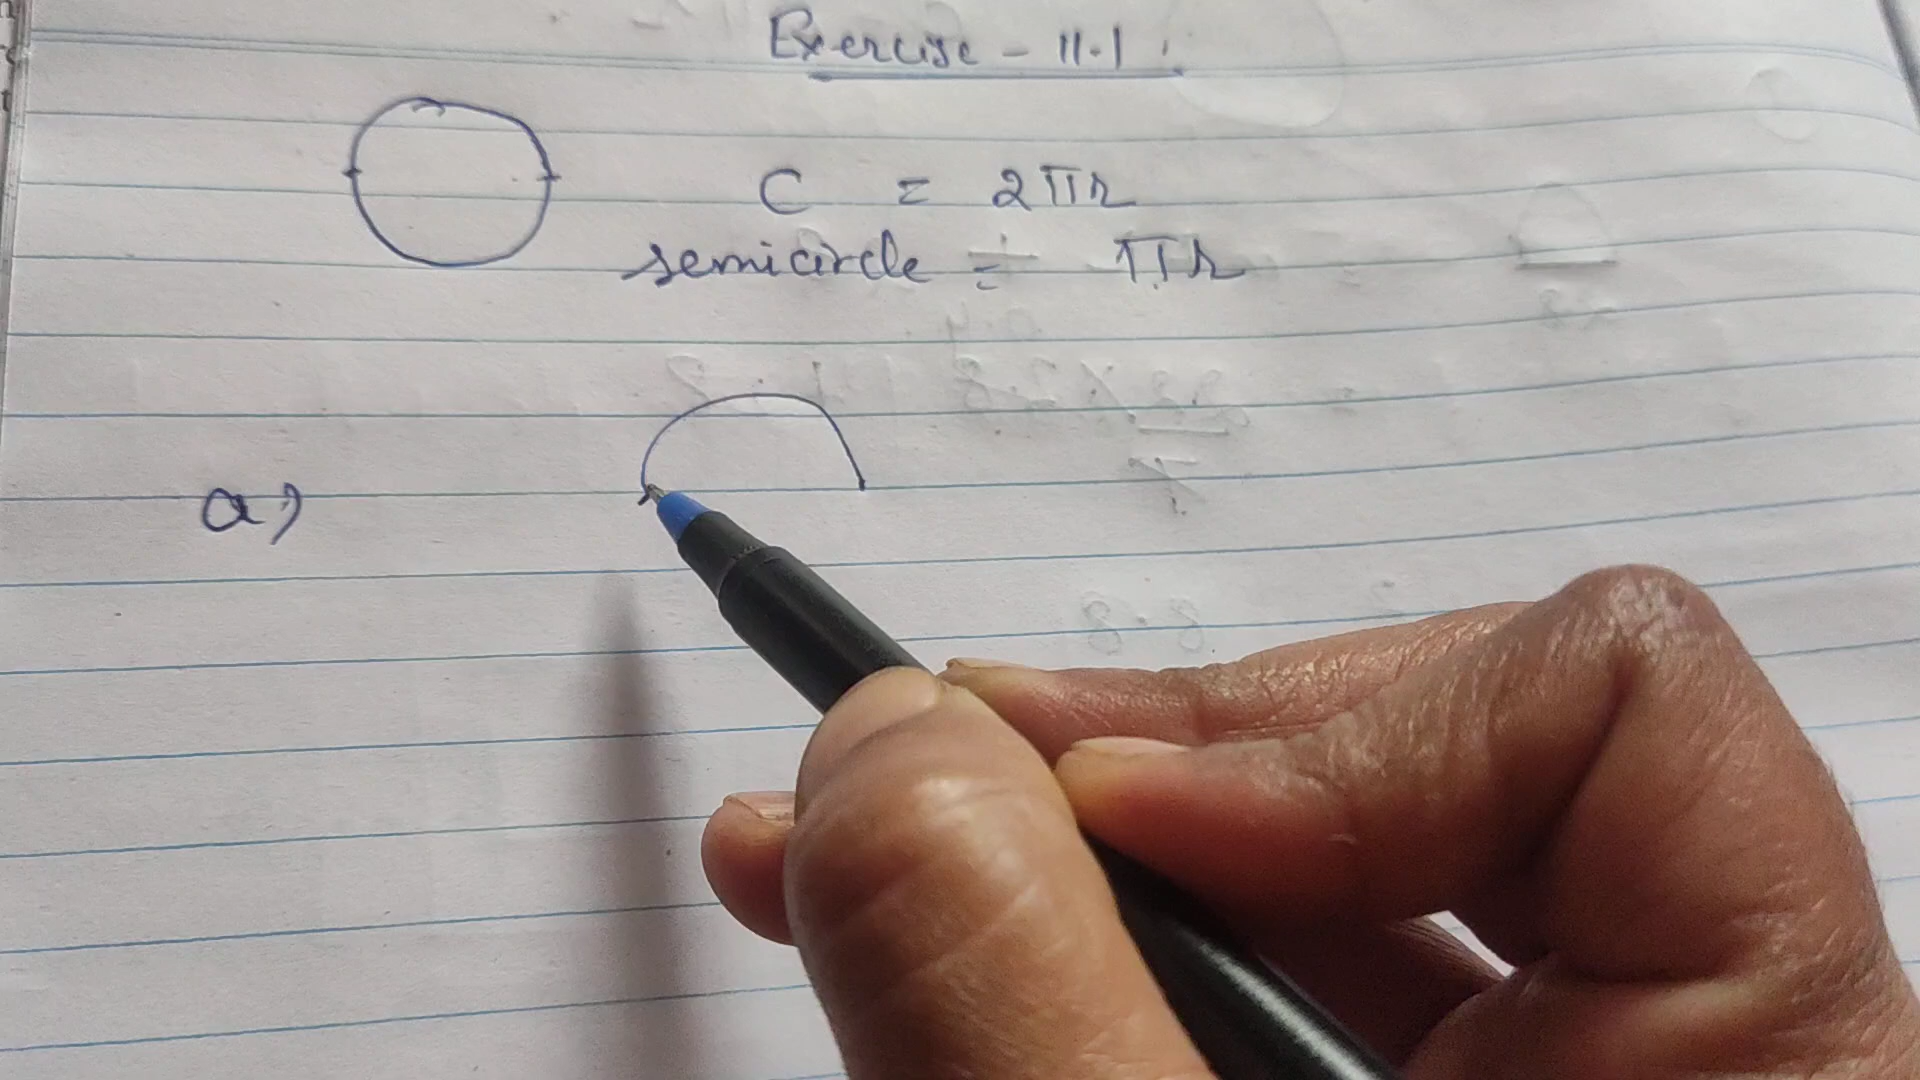 Exercise - 11.1
C = 2πr
semicircle = πr
a)